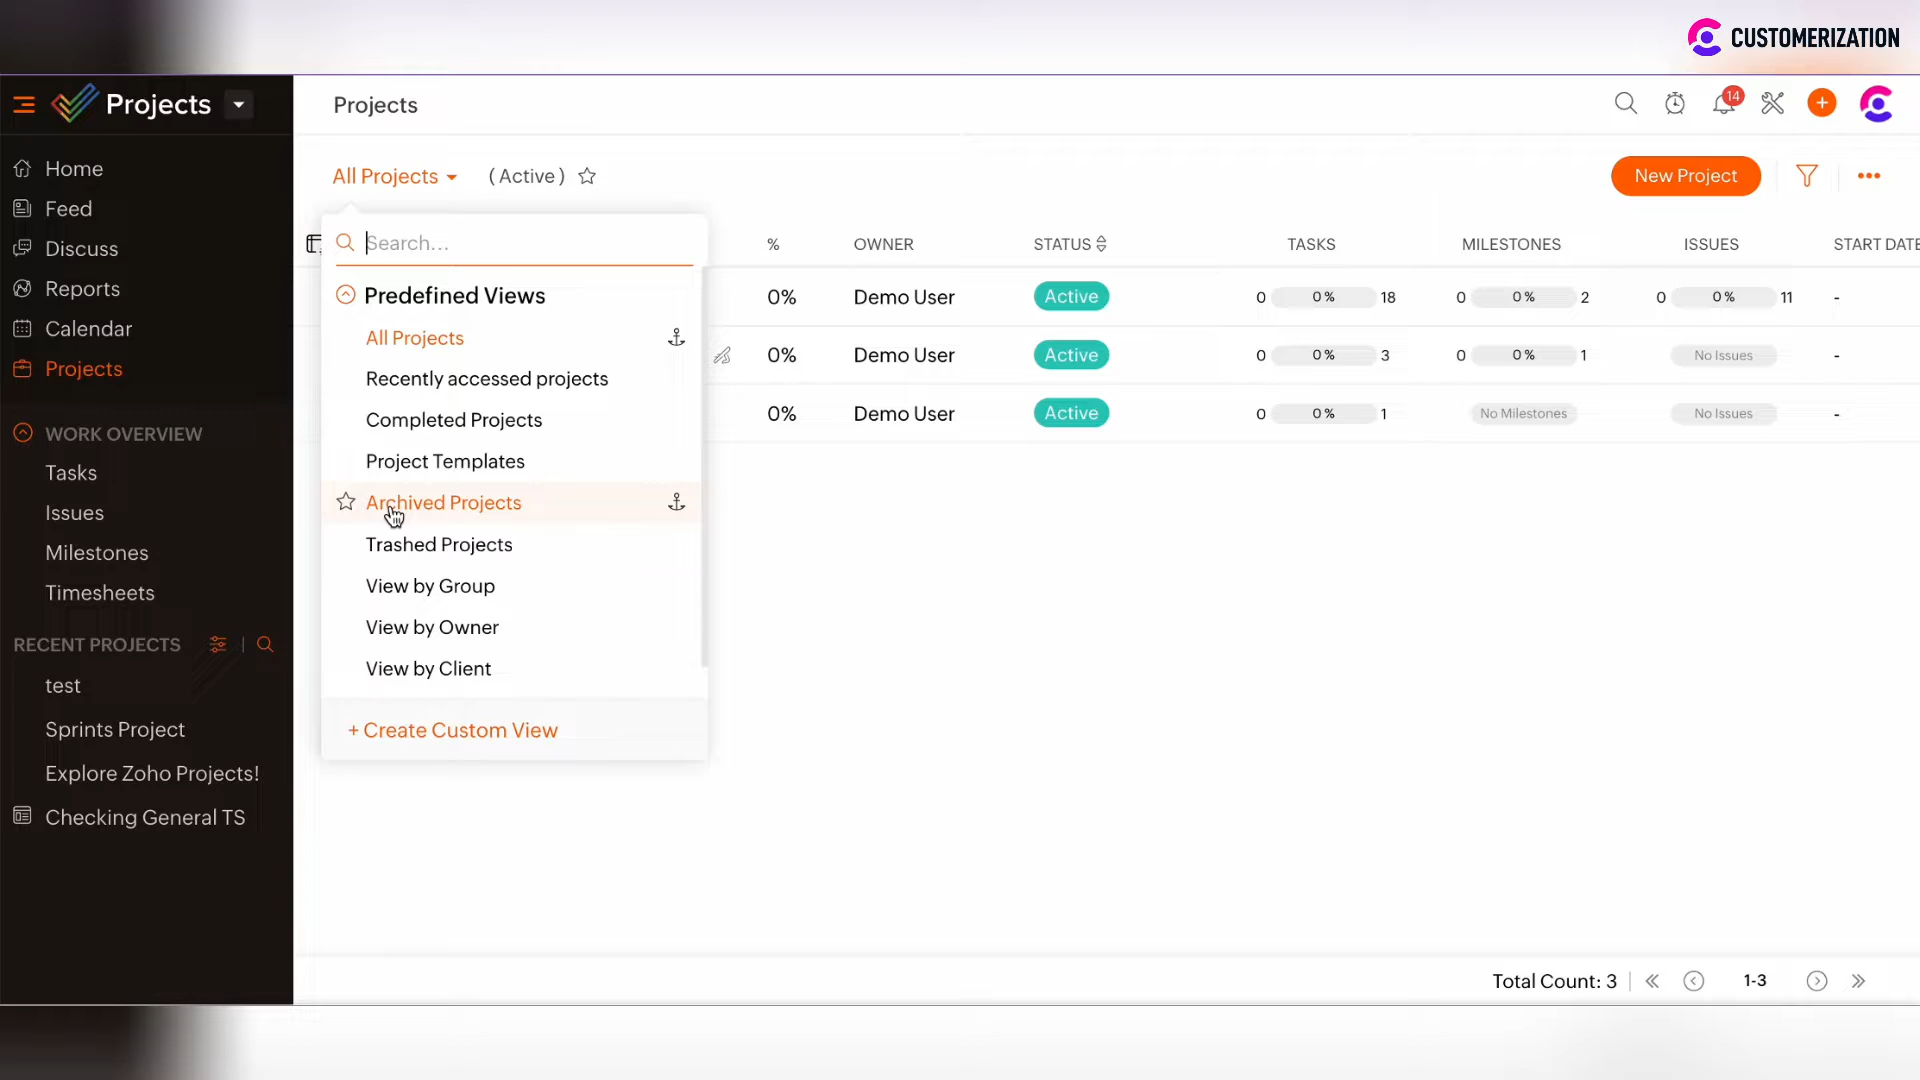 CUSTOMERIZATION
Projects
Projects
14
Home
Feed
Discuss
Reports
Calendar
Projects
WORK OVERVIEW
Tasks
Issues
Milestones
Timesheets
RECENT PROJECTS
test
Sprints Project
Explore Zoho Projects!
Checking General TS
All Projects (Active)
New Project
Search...
Predefined Views
All Projects
Recently accessed projects
Completed Projects
Project Templates
Archived Projects
Trashed Projects
View by Group
View by Owner
View by Client
+ Create Custom View
% OWNER STATUS TASKS MILESTONES ISSUES START DATE
0% Demo User Active 0 0 % 18 0 0 % 2 0 0 % 11 -
0% Demo User Active 0 0 % 3 0 0 % 1 No Issues -
0% Demo User Active 0 0 % 1 No Milestones No Issues -
Total Count: 3 1-3